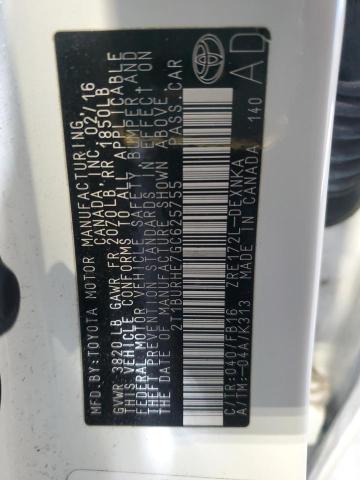 MFD.BY:TOYOTA MOTOR MANUFACTURING,
CANADA,INC. 02/16
GVWR 3820LB GAWR FR 2070LB RR 1850LB
THIS VEHICLE CONFORMS TO ALL APPLICABLE
FEDERAL MOTOR VEHICLE SAFETY, BUMPER, AND
THEFT PREVENTION STANDARDS IN EFFECT ON
THE DATE OF MANUFACTURE SHOWN ABOVE.
2T1BURHE7GC625755 PASS. CAR
C/TR:040/FB16 ZRE172L-DEXNKA
A/TM:-04A/K313 MADE IN CANADA 140
AD
TOYOTA